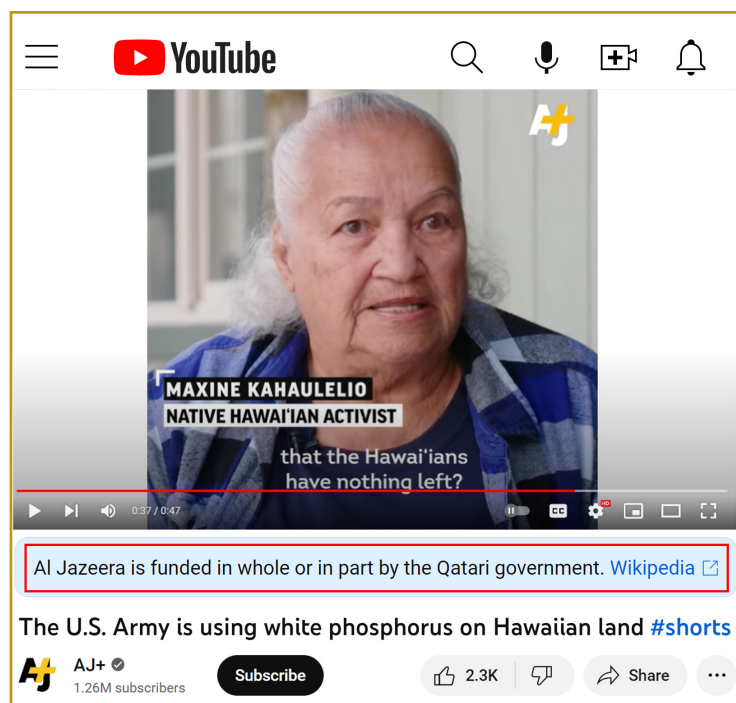 YouTube
AJ+
MAXINE KAHAULELIO
NATIVE HAWAI'IAN ACTIVIST
that the Hawai'ians
have nothing left?
0:37 / 0:47
CC
HD
Al Jazeera is funded in whole or in part by the Qatari government. Wikipedia
The U.S. Army is using white phosphorus on Hawaiian land #shorts
AJ+
AJ+
1.26M subscribers
Subscribe
2.3K
Share